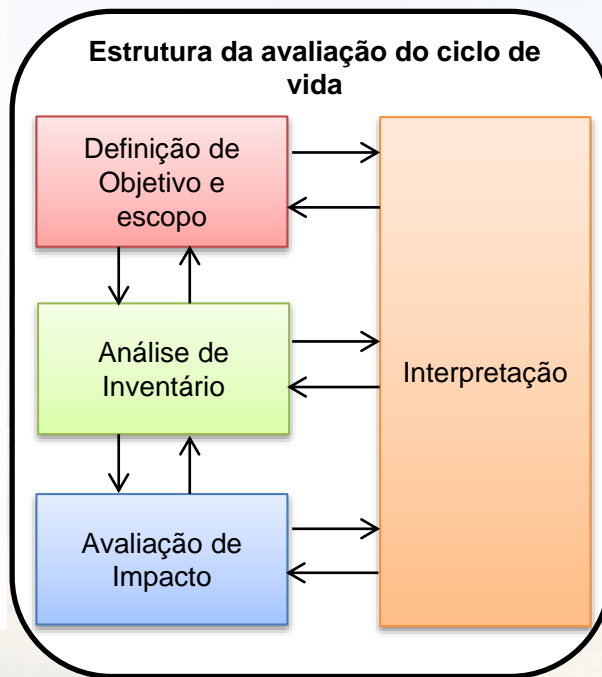 Estrutura da avaliação do ciclo de
vida
Definição de
Objetivo e
escopo
Análise de
Inventário
Interpretação
Avaliação de
Impacto